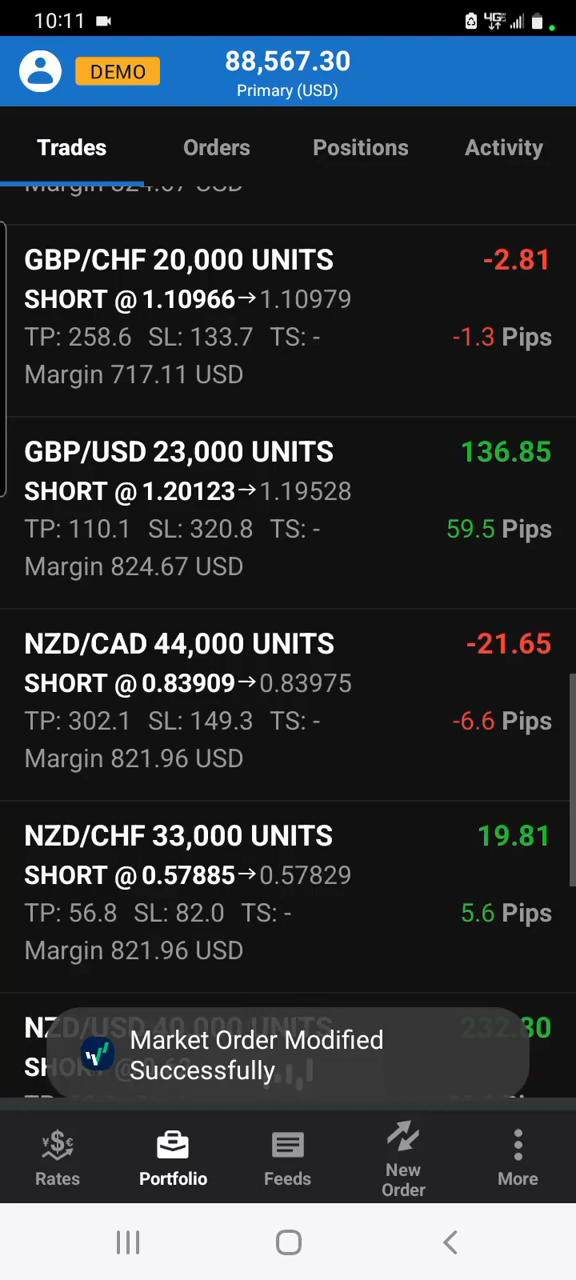 10:11
4G
DEMO
88,567.30
Primary (USD)
Trades Orders Positions Activity
GBP/CHF 20,000 UNITS -2.81
SHORT @ 1.10966→1.10979
TP: 258.6 SL: 133.7 TS: - -1.3 Pips
Margin 717.11 USD
GBP/USD 23,000 UNITS 136.85
SHORT @ 1.20123→1.19528
TP: 110.1 SL: 320.8 TS: - 59.5 Pips
Margin 824.67 USD
NZD/CAD 44,000 UNITS -21.65
SHORT @ 0.83909→0.83975
TP: 302.1 SL: 149.3 TS: - -6.6 Pips
Margin 821.96 USD
NZD/CHF 33,000 UNITS 19.81
SHORT @ 0.57885→0.57829
TP: 56.8 SL: 82.0 TS: - 5.6 Pips
Margin 821.96 USD
NZD/USD 40,000 UNITS
Market Order Modified
Successfully
Rates Portfolio Feeds New Order More